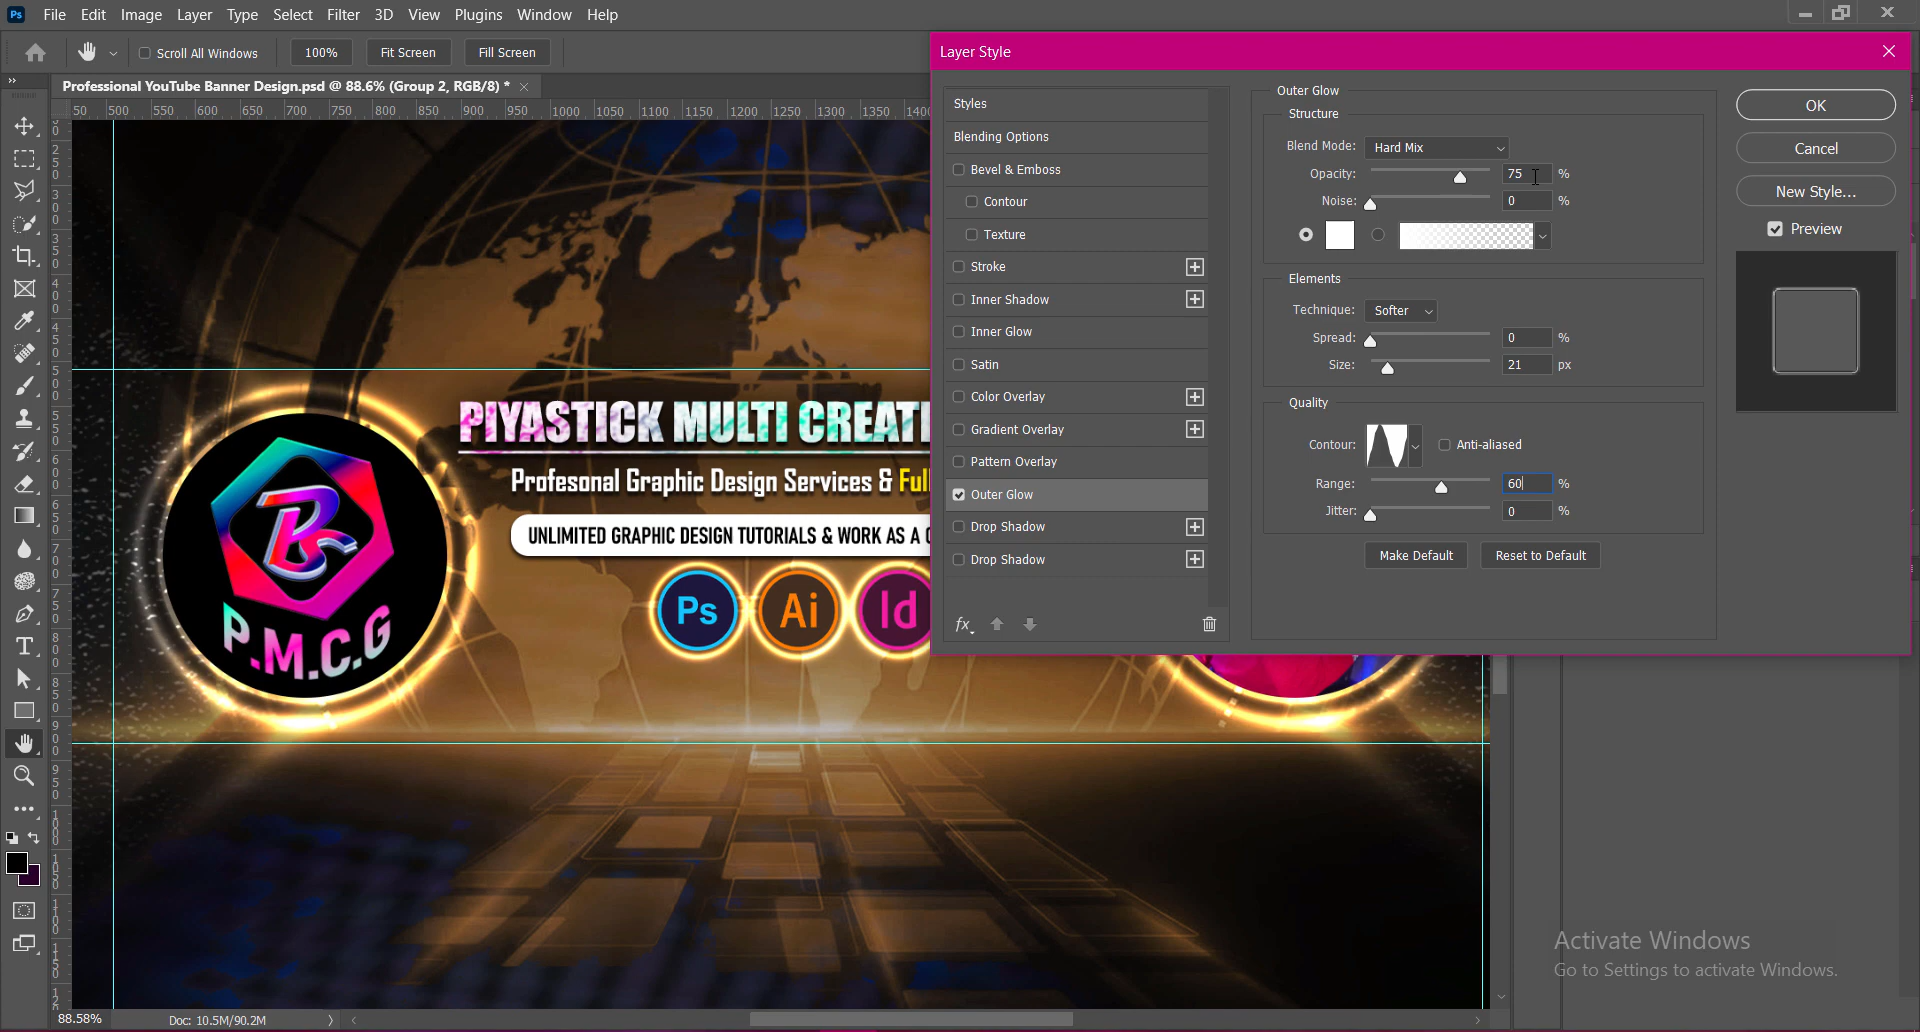 Ps File Edit Image Layer Type Select Filter 3D View Plugins Window Help
Scroll All Windows 100% Fit Screen Fill Screen
Professional YouTube Banner Design.psd @ 88.6% (Group 2, RGB/8) *
50 500 550 600 650 700 750 800 850 900 950 1000 1050 1100 1150 1200 1250 1300 1350 1400
PIYASTICK MULTI CREATI
Profesonal Graphic Design Services & Full
UNLIMITED GRAPHIC DESIGN TUTORIALS & WORK AS A
Ps Ai Id
B
P.M.C.G
88.58% Doc: 10.5M/90.2M
Layer Style
Styles
Blending Options
Bevel & Emboss
Contour
Texture
Stroke
Inner Shadow
Inner Glow
Satin
Color Overlay
Gradient Overlay
Pattern Overlay
Outer Glow
Drop Shadow
Drop Shadow
fx
Outer Glow
Structure
Blend Mode: Hard Mix
Opacity: 75 %
Noise: 0 %
Elements
Technique: Softer
Spread: 0 %
Size: 21 px
Quality
Contour: Anti-aliased
Range: 60 %
Jitter: 0 %
Make Default Reset to Default
OK
Cancel
New Style...
Preview
Activate Windows
Go to Settings to activate Windows.